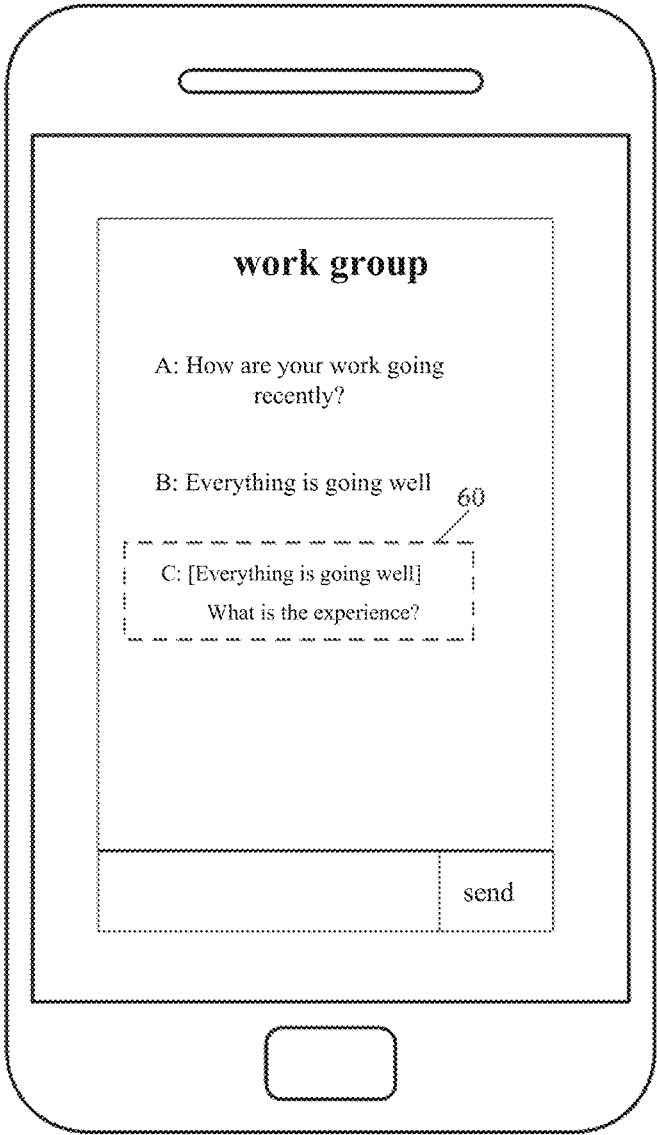 work group
A: How are your work going
recently?
B: Everything is going well
60
C: [Everything is going well]
What is the experience?
send